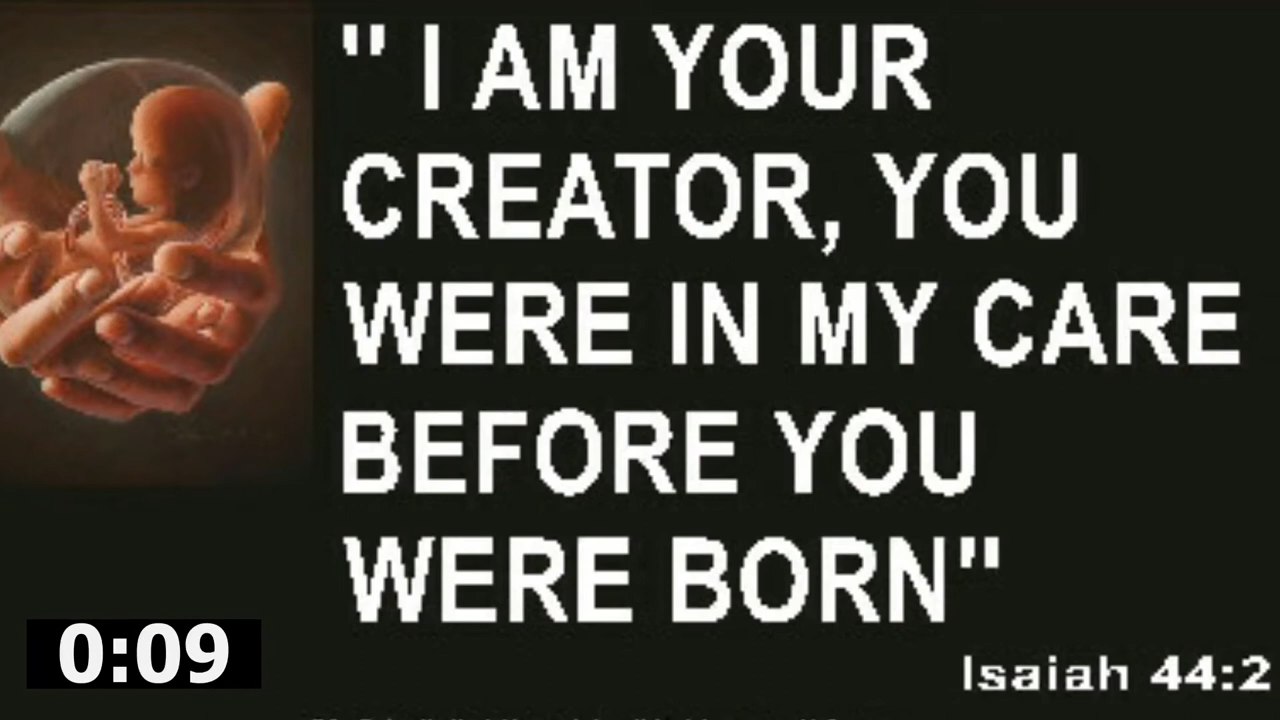 " I AM YOUR
CREATOR, YOU
WERE IN MY CARE
BEFORE YOU
WERE BORN"
Isaiah 44:2
0:09